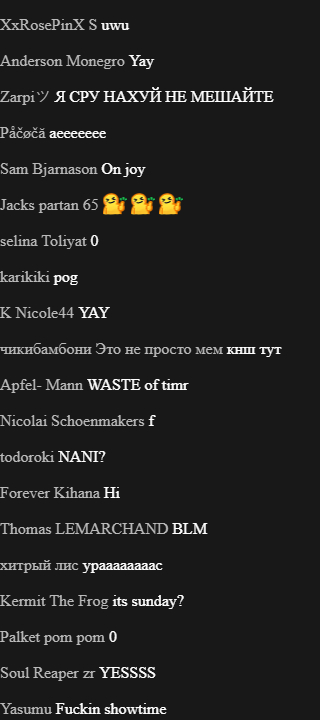 XxRosePinX S uwu
Anderson Monegro Yay
Zarpiツ Я СРУ НАХУЙ НЕ МЕШАЙТЕ
Påčøčă aeeeeeee
Sam Bjarnason On joy
Jacks partan 65
selina Toliyat 0
karikiki pog
K Nicole44 YAY
чикибамбони Это не просто мем кнш тут
Apfel- Mann WASTE of timr
Nicolai Schoenmakers f
todoroki NANI?
Forever Kihana Hi
Thomas LEMARCHAND BLM
хитрый лис ураааааааас
Kermit The Frog its sunday?
Palket pom pom 0
Soul Reaper zr YESSSS
Yasumu Fuckin showtime